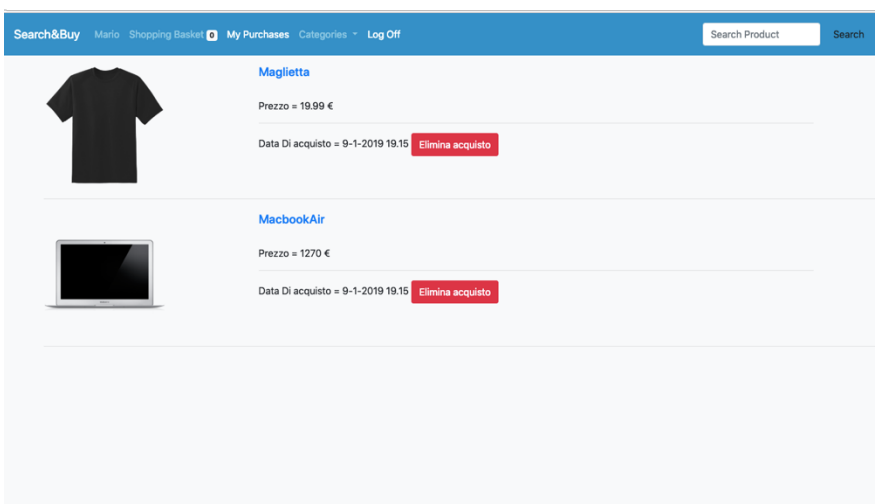 Search&Buy Mario Shopping Basket 0 My Purchases Categories Log Off Search Product Search
Maglietta
Prezzo = 19.99 €
Data Di acquisto = 9-1-2019 19.15 Elimina acquisto
MacbookAir
Prezzo = 1270 €
Data Di acquisto = 9-1-2019 19.15 Elimina acquisto